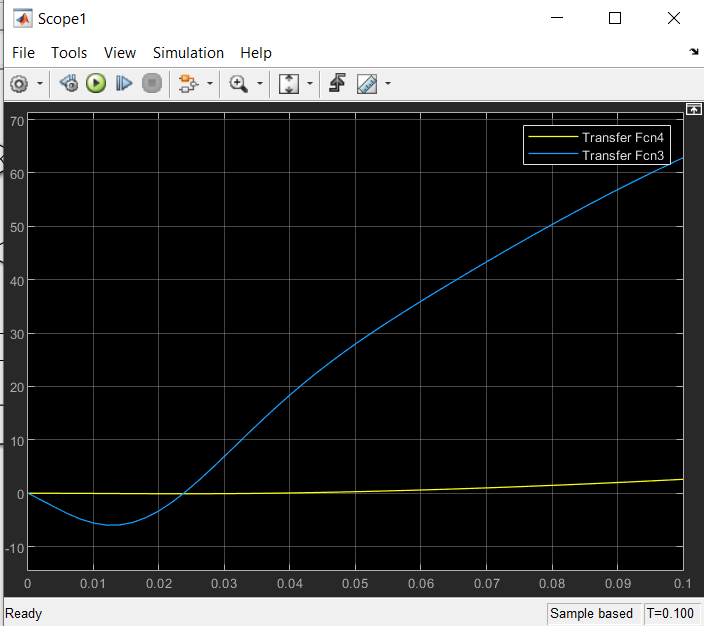 Scope1
File Tools View Simulation Help
Transfer Fcn4
Transfer Fcn3
70
60
50
40
30
20
10
0
-10
0 0.01 0.02 0.03 0.04 0.05 0.06 0.07 0.08 0.09 0.1
Ready Sample based T=0.100